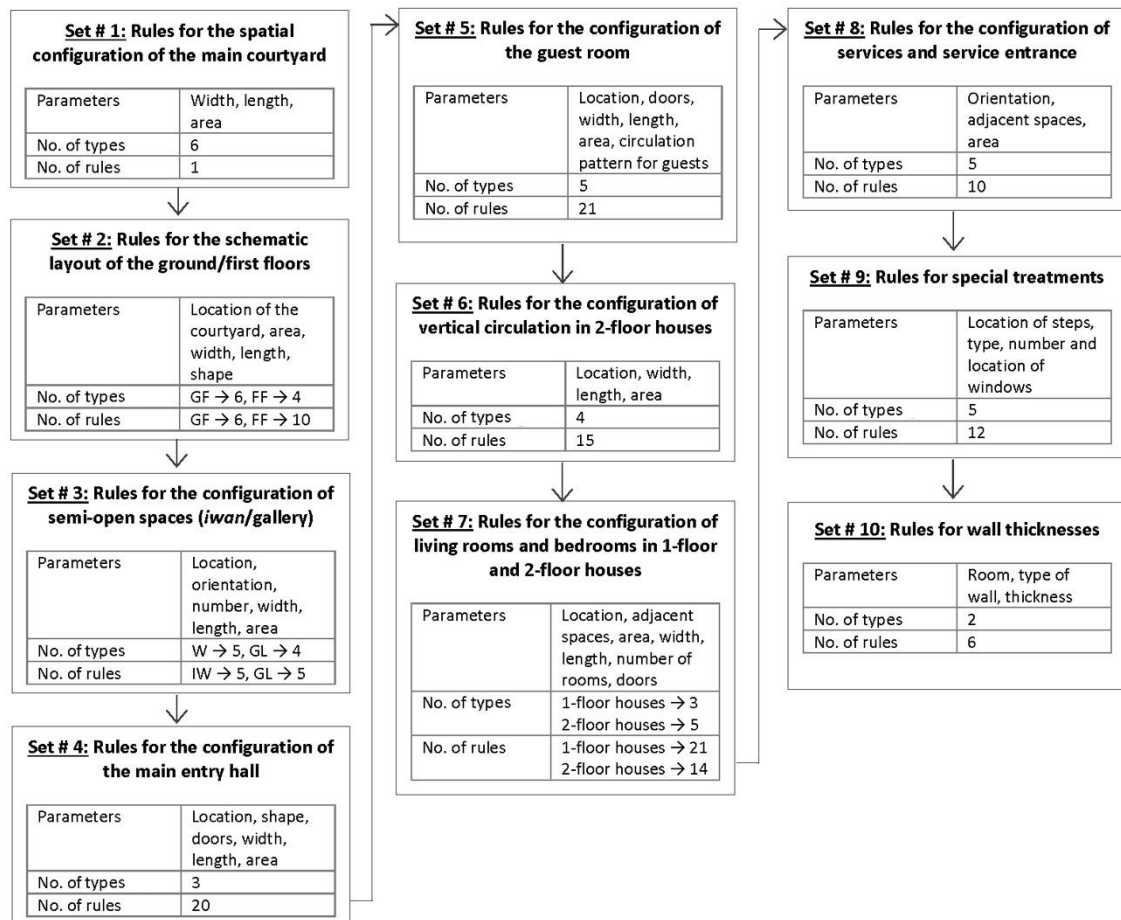 Set # 1: Rules for the spatial
configuration of the main courtyard
Parameters Width, length,
area
No. of types 6
No. of rules 1
Set # 2: Rules for the schematic
layout of the ground/first floors
Parameters Location of the
courtyard, area,
width, length,
shape
No. of types GF → 6, FF → 4
No. of rules GF → 6, FF → 10
Set # 3: Rules for the configuration of
semi-open spaces (iwan/gallery)
Parameters Location,
orientation,
number, width,
length, area
No. of types W → 5, GL → 4
No. of rules IW → 5, GL → 5
Set # 4: Rules for the configuration of
the main entry hall
Parameters Location, shape,
doors, width,
length, area
No. of types 3
No. of rules 20
Set # 5: Rules for the configuration of
the guest room
Parameters Location, doors,
width, length,
area, circulation
pattern for guests
No. of types 5
No. of rules 21
Set # 6: Rules for the configuration of
vertical circulation in 2-floor houses
Parameters Location, width,
length, area
No. of types 4
No. of rules 15
Set # 7: Rules for the configuration of
living rooms and bedrooms in 1-floor
and 2-floor houses
Parameters Location, adjacent
spaces, area, width,
length, number of
rooms, doors
No. of types 1-floor houses → 3
2-floor houses → 5
No. of rules 1-floor houses → 21
2-floor houses → 14
Set # 8: Rules for the configuration of
services and service entrance
Parameters Orientation,
adjacent spaces,
area
No. of types 5
No. of rules 10
Set # 9: Rules for special treatments
Parameters Location of steps,
type, number and
location of
windows
No. of types 5
No. of rules 12
Set # 10: Rules for wall thicknesses
Parameters Room, type of
wall, thickness
No. of types 2
No. of rules 6